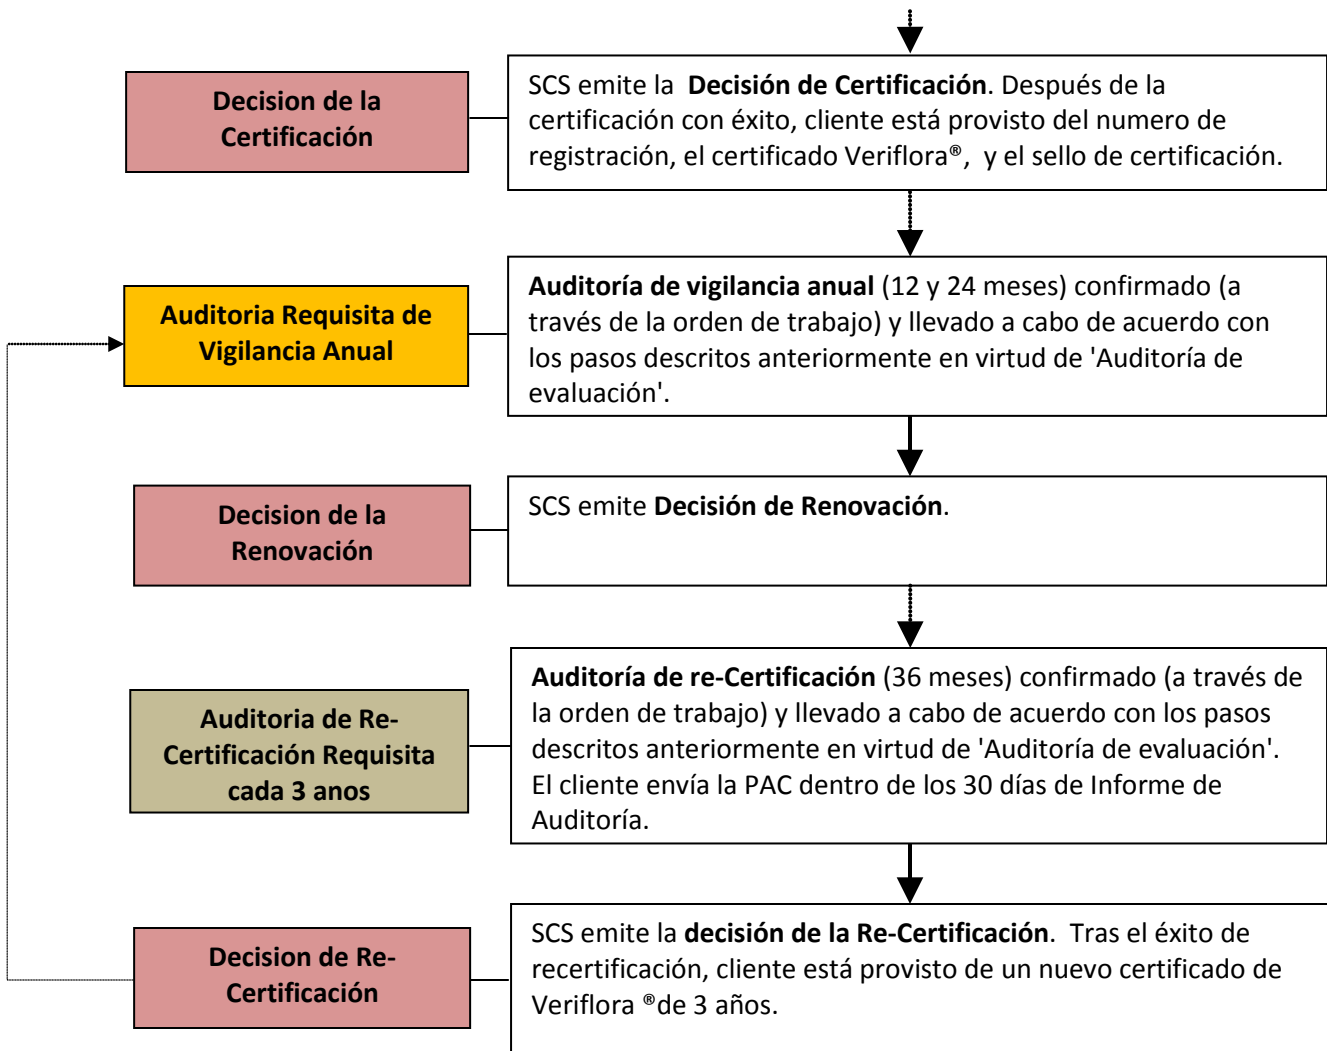 Decision de la
Certificación
SCS emite la  Decisión de Certificación. Después de la
certificación con éxito, cliente está provisto del numero de
registración, el certificado Veriflora®,  y el sello de certificación.
Auditoria Requisita de
Vigilancia Anual
Auditoría de vigilancia anual (12 y 24 meses) confirmado (a
través de la orden de trabajo) y llevado a cabo de acuerdo con
los pasos descritos anteriormente en virtud de 'Auditoría de
evaluación'.
Decision de la
Renovación
SCS emite Decisión de Renovación.
Auditoria de Re-
Certificación Requisita
cada 3 anos
Auditoría de re-Certificación (36 meses) confirmado (a través de
la orden de trabajo) y llevado a cabo de acuerdo con los pasos
descritos anteriormente en virtud de 'Auditoría de evaluación'.
El cliente envía la PAC dentro de los 30 días de Informe de
Auditoría.
Decision de Re-
Certificación
SCS emite la decisión de la Re-Certificación.  Tras el éxito de
recertificación, cliente está provisto de un nuevo certificado de
Veriflora ®de 3 años.